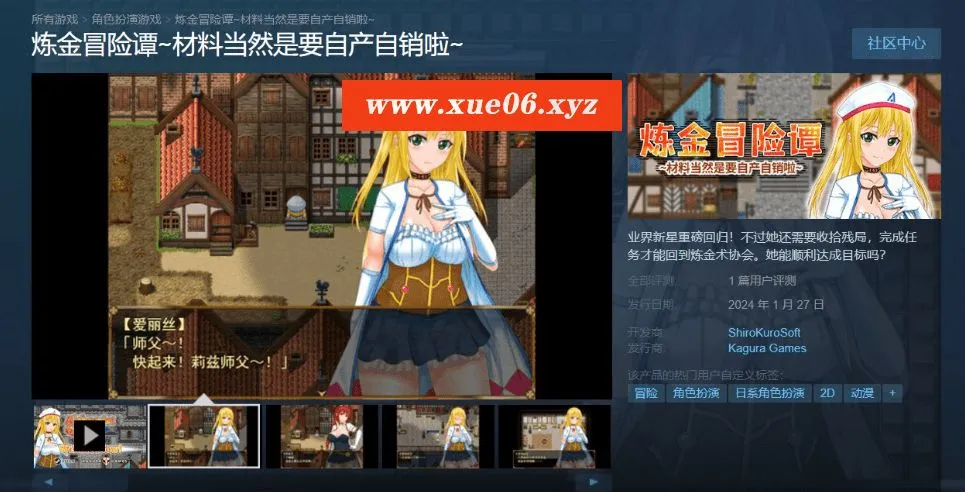 所有游戏 > 角色扮演游戏 > 炼金冒险谭~材料当然是要自产自销啦~
炼金冒险谭~材料当然是要自产自销啦~
社区中心
www.xue06.xyz
【爱丽丝】
「师父～！
快起来！莉兹师父～！」
炼金冒险谭
~材料当然是要自产自销啦~
业界新星重磅回归！不过她还需要收拾残局，完成任
务才能回到炼金术协会。她能顺利达成目标吗？
全部评测: 1 篇用户评测
发行日期: 2024 年 1 月 27 日
开发商: ShiroKuroSoft
发行商: Kagura Games
该产品的热门用户自定义标签：
冒险 角色扮演 日系角色扮演 2D 动漫 +